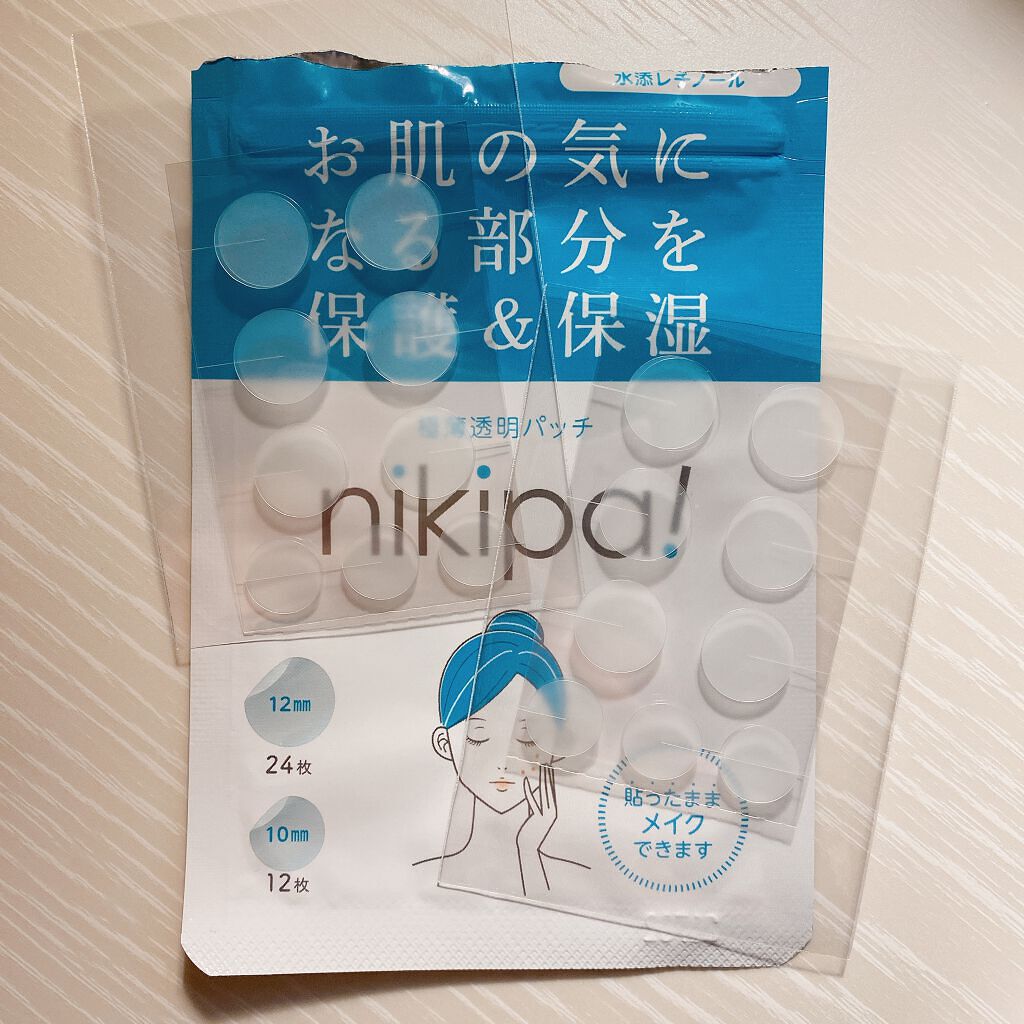 水添レチノール
お肌の気に
なる部分を
保護&保湿
極薄透明パッチ
nikipa!
12mm
24枚
10mm
12枚
貼ったまま
メイク
できます